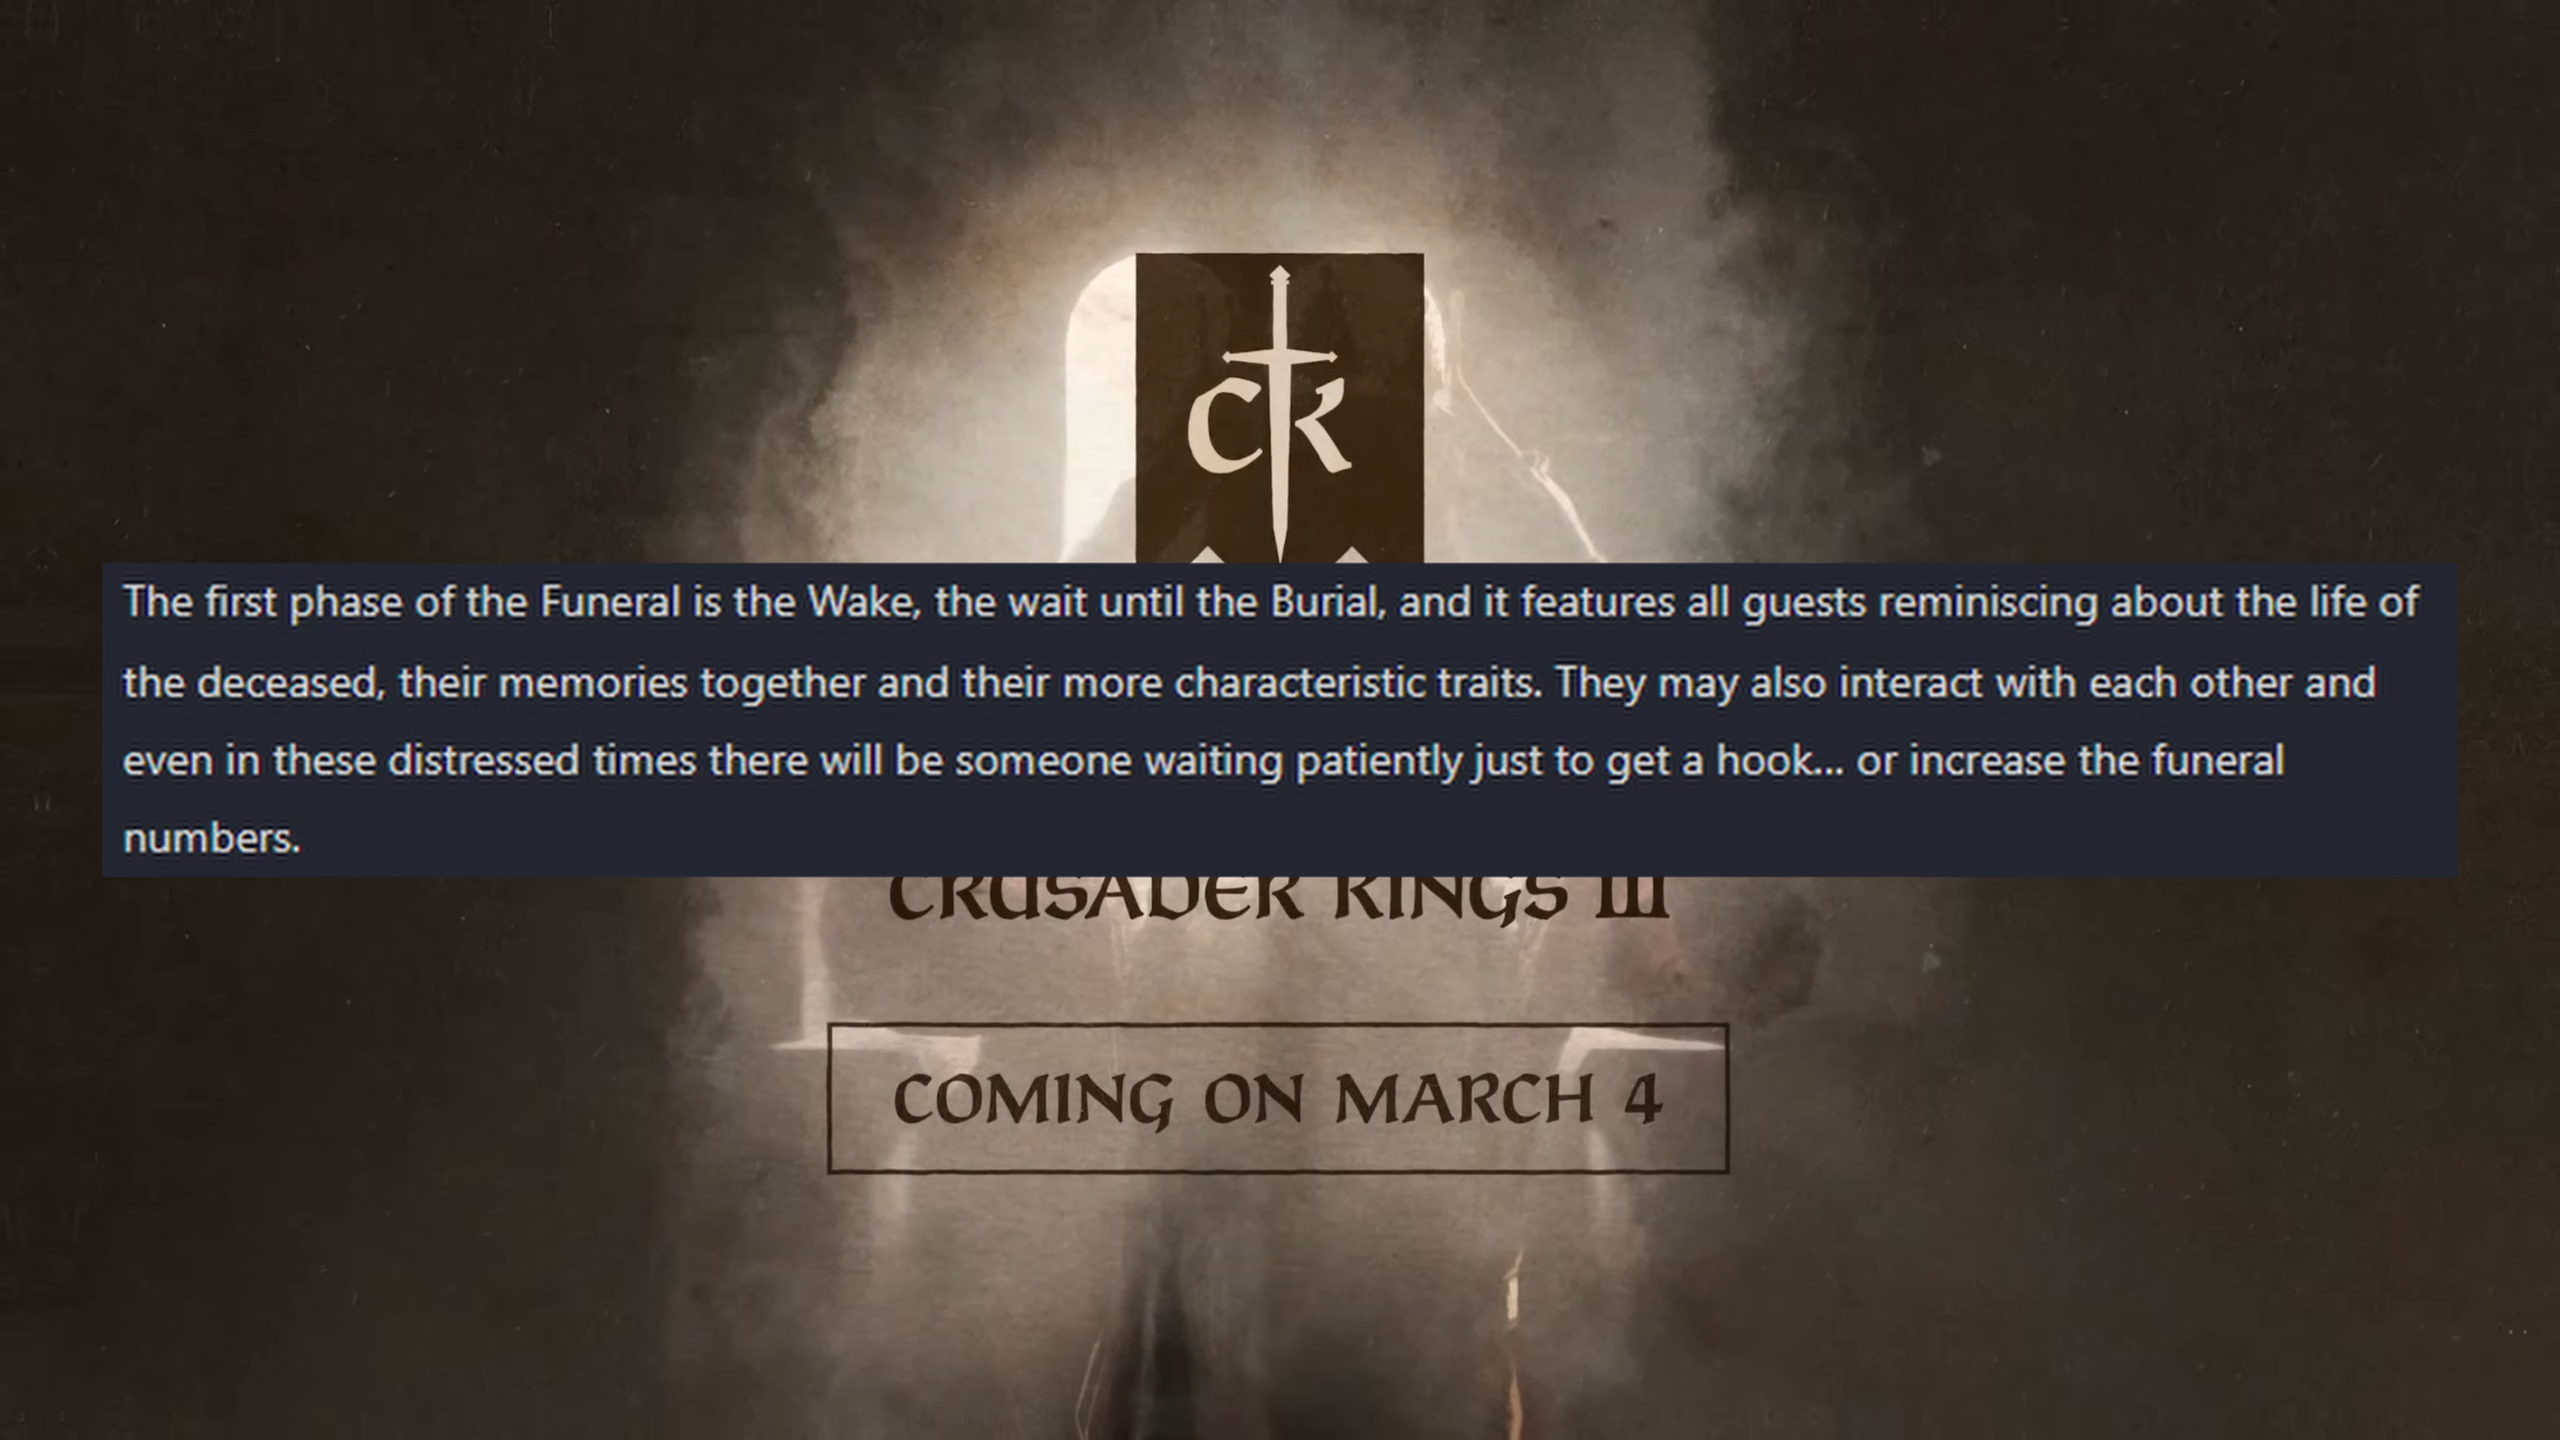 CK
The first phase of the Funeral is the Wake, the wait until the Burial, and it features all guests reminiscing about the life of
the deceased, their memories together and their more characteristic traits. They may also interact with each other and
even in these distressed times there will be someone waiting patiently just to get a hook... or increase the funeral
numbers.
CRUSADER KINGS III
COMING ON MARCH 4